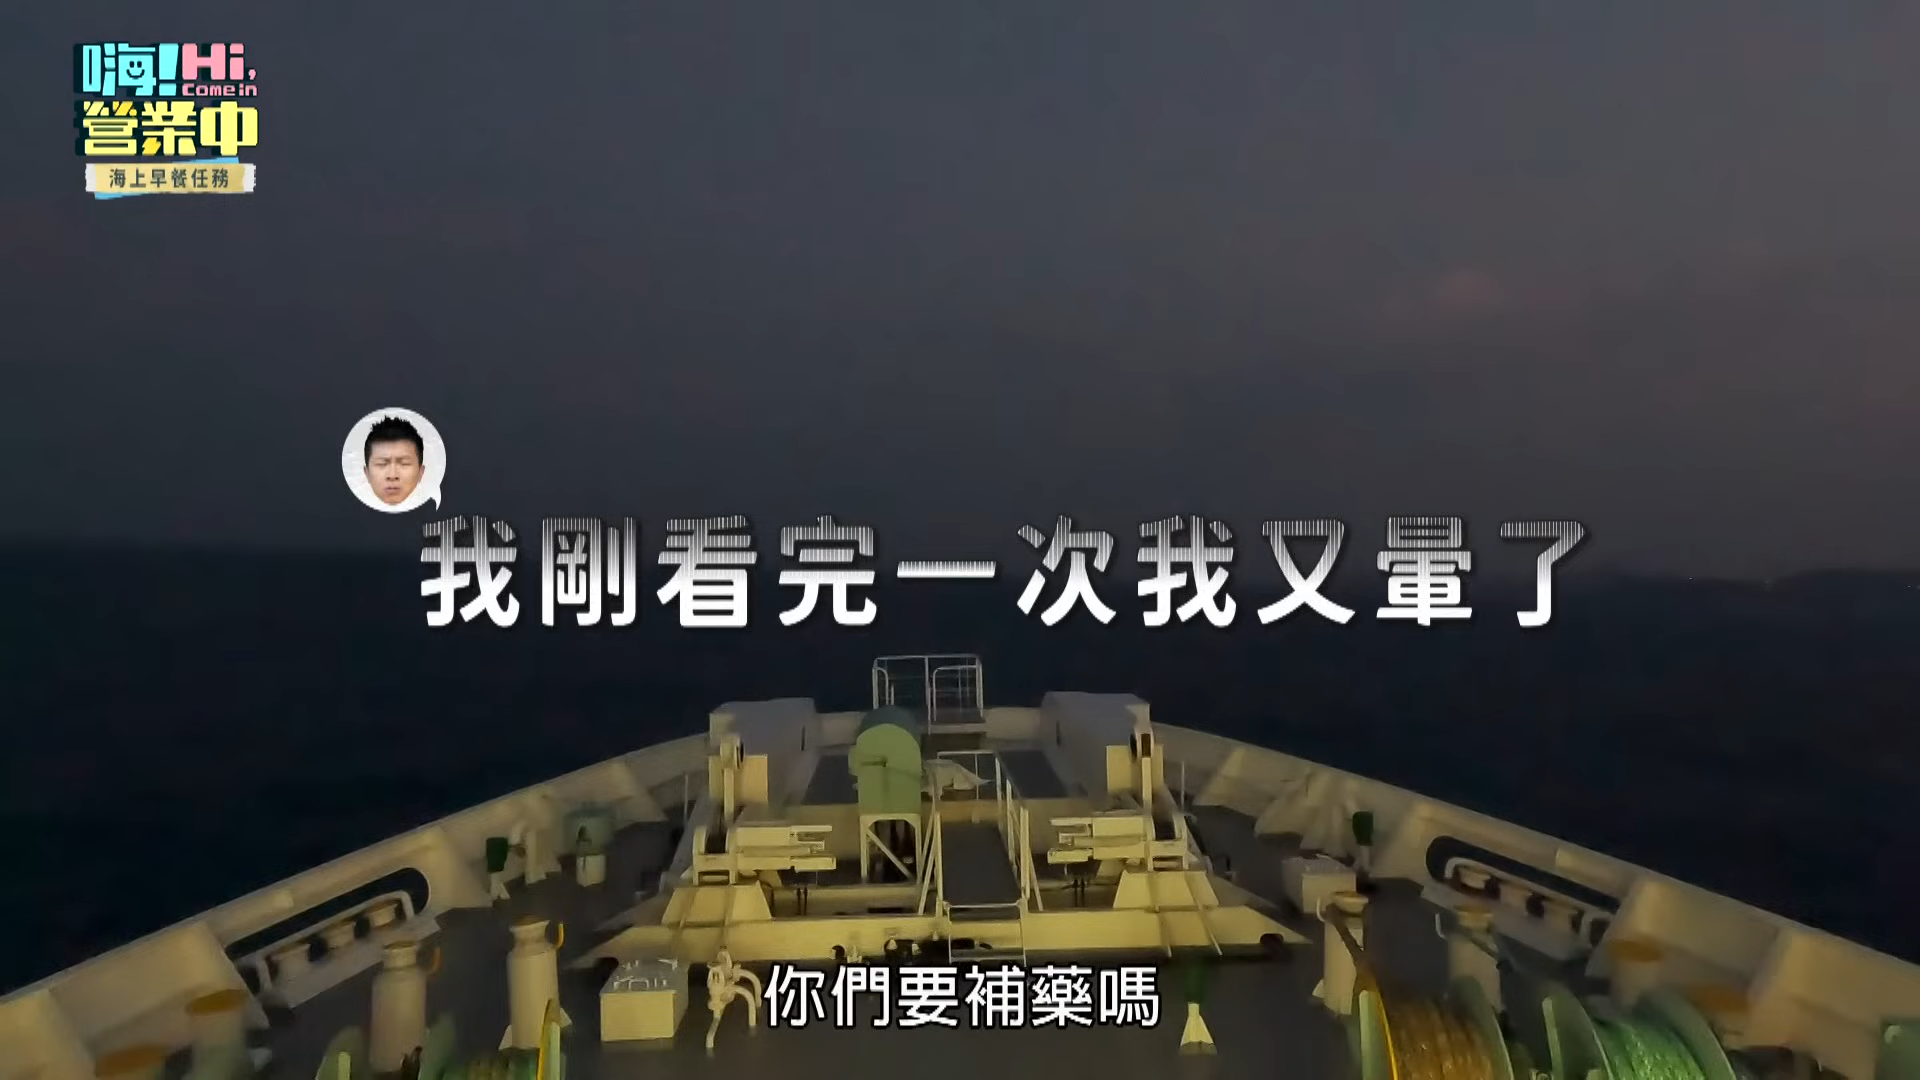 嗨!Hi,
Come in
營業中
海上早餐任務
我剛看完一次我又暈了
你們要補藥嗎